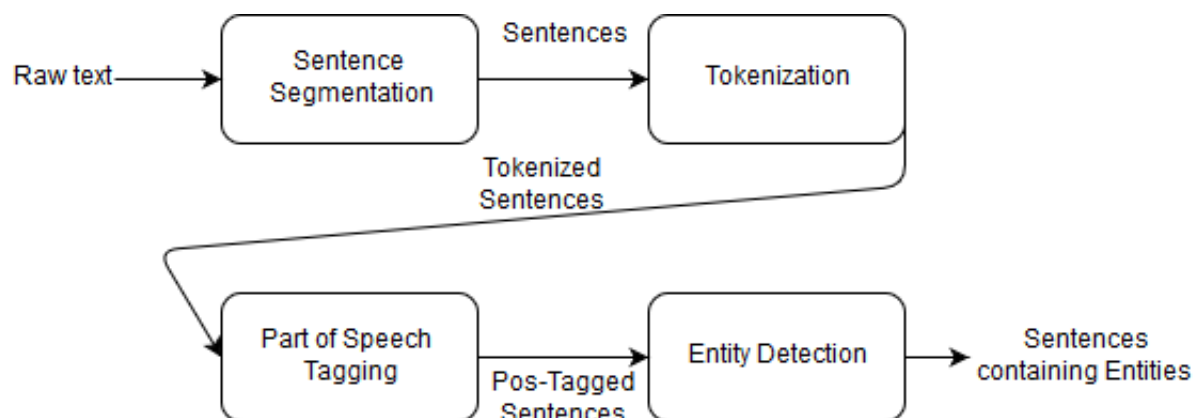 Sentences
Raw text
Sentence
Segmentation
Tokenization
Tokenized
Sentences
Part of Speech
Tagging
Pos-Tagged
Sentences
Entity Detection
Sentences
containing Entities